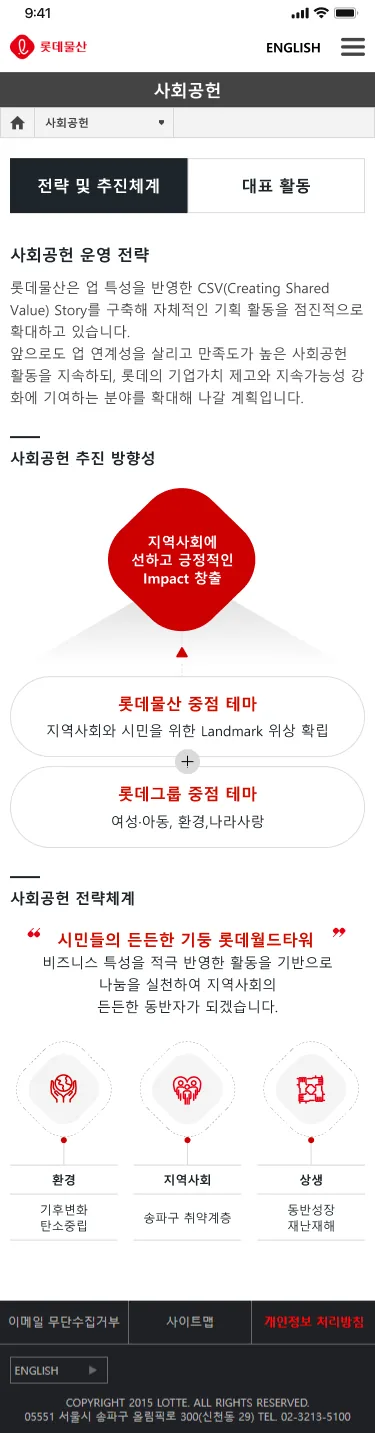 9:41
롯데물산
ENGLISH
사회공헌
사회공헌
전략 및 추진체계
대표 활동
사회공헌 운영 전략
롯데물산은 업 특성을 반영한 CSV(Creating Shared
Value) Story를 구축해 자체적인 기획 활동을 점진적으로
확대하고 있습니다.
앞으로도 업 연계성을 살리고 만족도가 높은 사회공헌
활동을 지속하되, 롯데의 기업가치 제고와 지속가능성 강
화에 기여하는 분야를 확대해 나갈 계획입니다.
사회공헌 추진 방향성
지역사회에
선하고 긍정적인
Impact 창출
롯데물산 중점 테마
지역사회와 시민을 위한 Landmark 위상 확립
+
롯데그룹 중점 테마
여성·아동, 환경,나라사랑
사회공헌 전략체계
“ 시민들의 든든한 기둥 롯데월드타워 ”
비즈니스 특성을 적극 반영한 활동을 기반으로
나눔을 실천하여 지역사회의
든든한 동반자가 되겠습니다.
환경
지역사회
상생
기후변화
탄소중립
송파구 취약계층
동반성장
재난재해
이메일 무단수집거부
사이트맵
개인정보 처리방침
ENGLISH
COPYRIGHT 2015 LOTTE. ALL RIGHTS RESERVED.
05551 서울시 송파구 올림픽로 300(신천동 29) TEL. 02-3213-5100